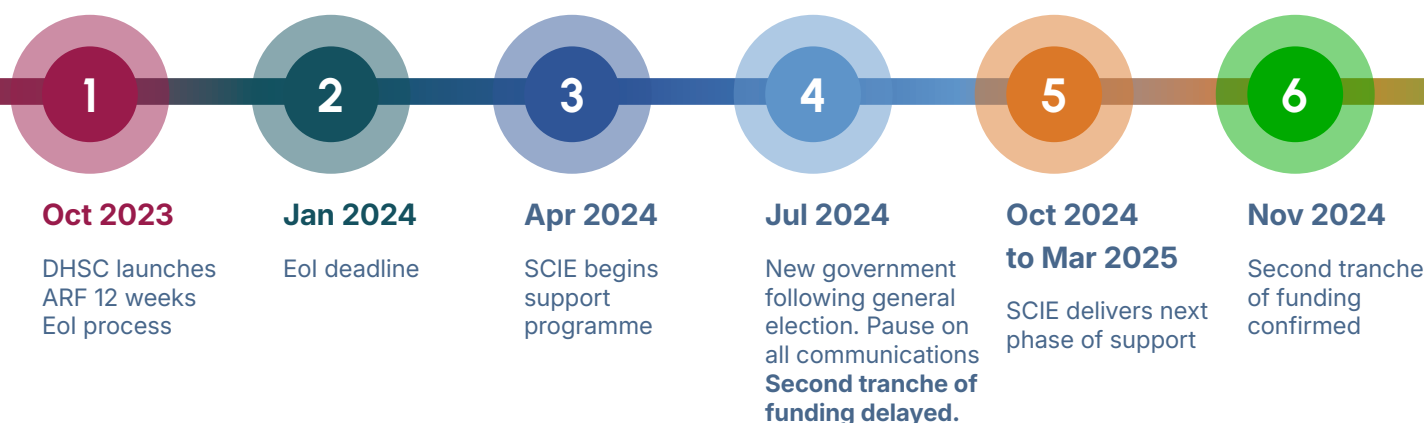 1
2
3
4
5
6
Oct 2023
DHSC launches
ARF 12 weeks
EoI process
Jan 2024
EoI deadline
Apr 2024
SCIE begins
support
programme
Jul 2024
New government
following general
election. Pause on
all communications
Second tranche of
funding delayed.
Oct 2024
to Mar 2025
SCIE delivers next
phase of support
Nov 2024
Second tranche
of funding
confirmed